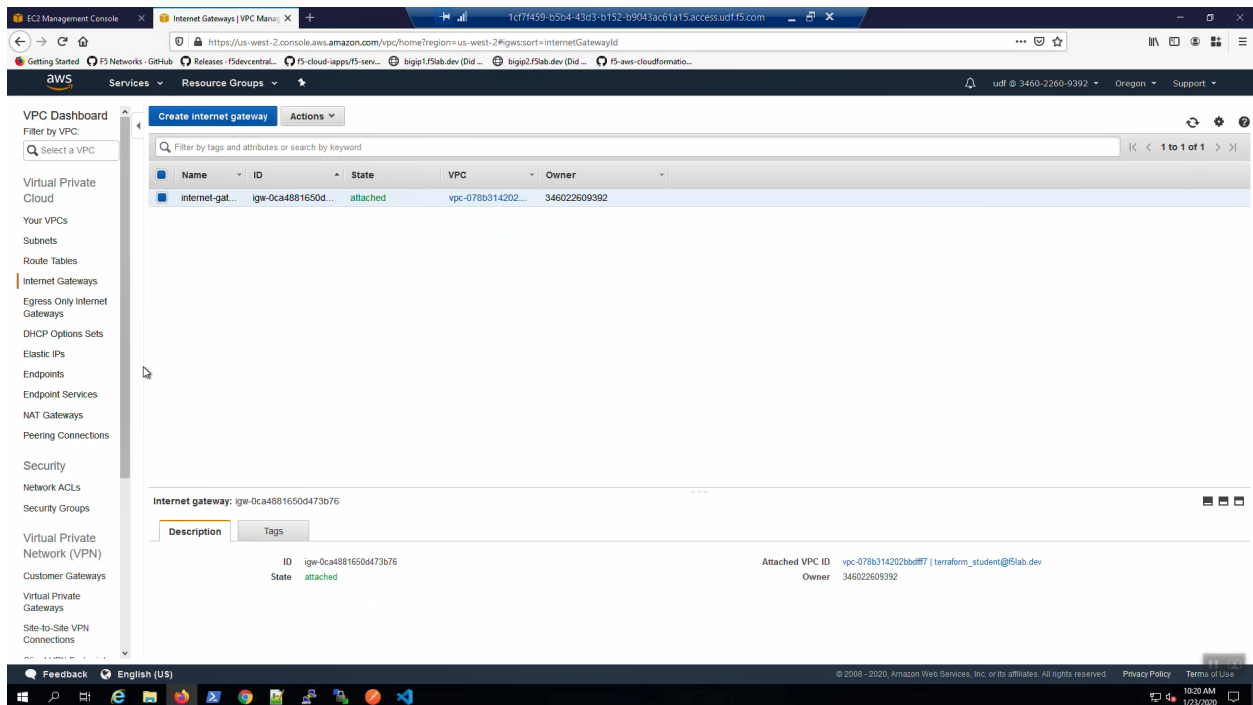 EC2 Management Console
Internet Gateways | VPC Manag
1cf7f459-b5b4-43d3-b152-b9043ac61a15.access.udf.f5.com
https://us-west-2.console.aws.amazon.com/vpc/home?region=us-west-2#igws:sort=internetGatewayId
Getting Started
F5 Networks - GitHub
Releases · f5devcentral...
f5-cloud-iapps/f5-serv...
bigip1.f5lab.dev (Did ...
bigip2.f5lab.dev (Did ...
f5-aws-cloudformatio...
aws
Services
Resource Groups
udf @ 3460-2260-9392
Oregon
Support
VPC Dashboard
Filter by VPC:
Select a VPC
Virtual Private
Cloud
Your VPCs
Subnets
Route Tables
Internet Gateways
Egress Only Internet
Gateways
DHCP Options Sets
Elastic IPs
Endpoints
Endpoint Services
NAT Gateways
Peering Connections
Security
Network ACLs
Security Groups
Virtual Private
Network (VPN)
Customer Gateways
Virtual Private
Gateways
Site-to-Site VPN
Connections
Create internet gateway
Actions
Filter by tags and attributes or search by keyword
1 to 1 of 1
Name
ID
State
VPC
Owner
internet-gat...
igw-0ca4881650d...
attached
vpc-078b314202...
346022609392
Internet gateway: igw-0ca4881650d473b76
Description
Tags
ID igw-0ca4881650d473b76
State attached
Attached VPC ID vpc-078b314202bbdfff7 | terraform_student@f5lab.dev
Owner 346022609392
Feedback
English (US)
© 2008 - 2020, Amazon Web Services, Inc. or its affiliates. All rights reserved.
Privacy Policy
Terms of Use
10:20 AM
1/23/2020